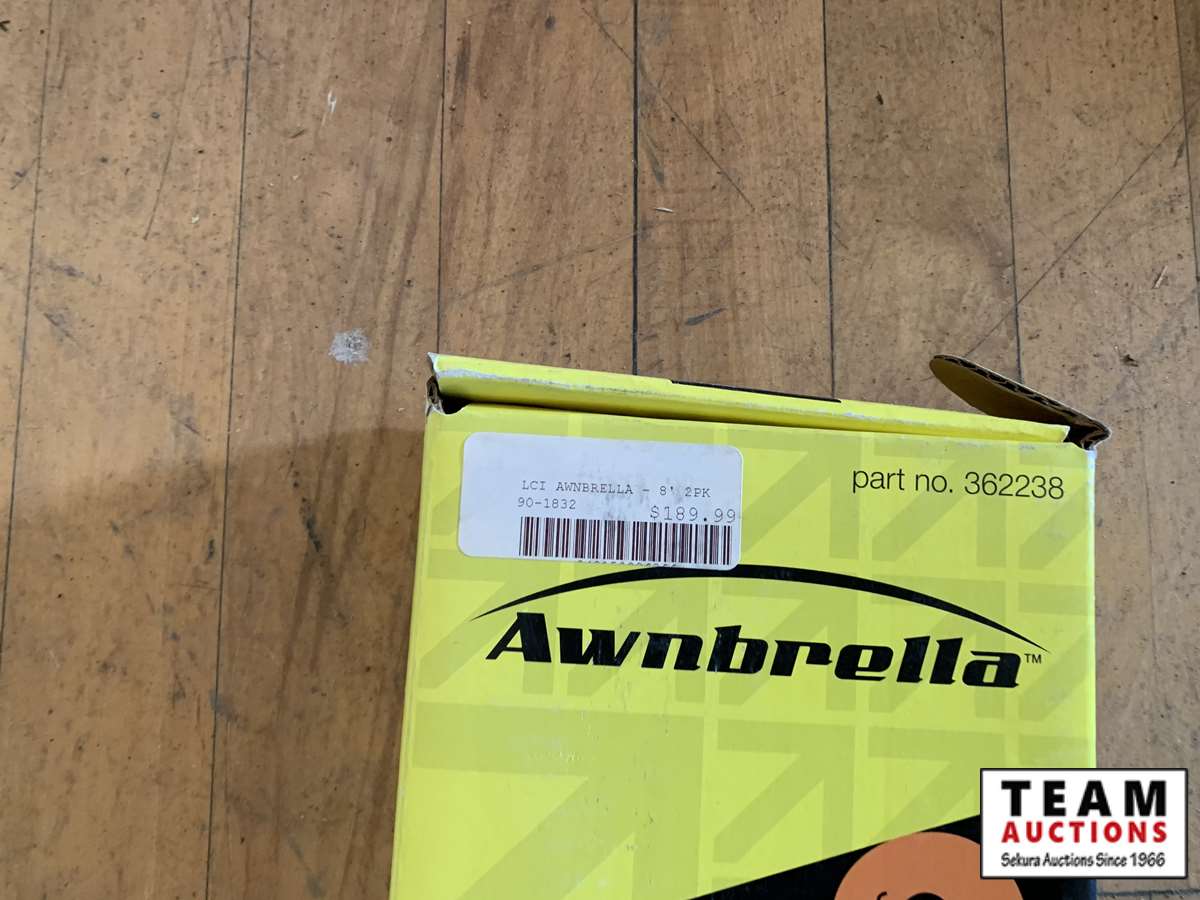 LCI AWNBRELLA - 8' 2PK
90-1832 $189.99
part no. 362238
Awnbrella™
TEAM
AUCTIONS
Sekura Auctions Since 1966